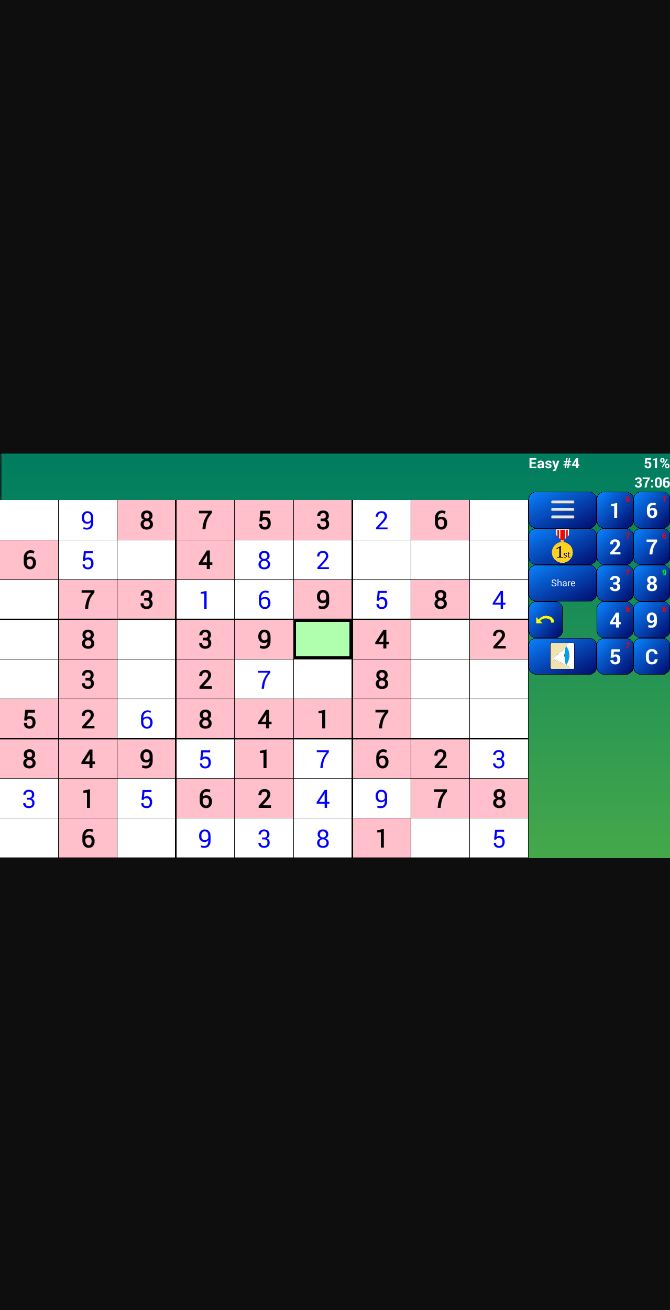 Easy #4 51%
37:06
9 8 7 5 3 2 6
6 5 4 8 2
7 3 1 6 9 5 8 4
8 3 9 4 2
3 2 7 8
5 2 6 8 4 1 7
8 4 9 5 1 7 6 2 3
3 1 5 6 2 4 9 7 8
6 9 3 8 1 5
1 6
1st 2 7
Share 3 8
4 9
5 C